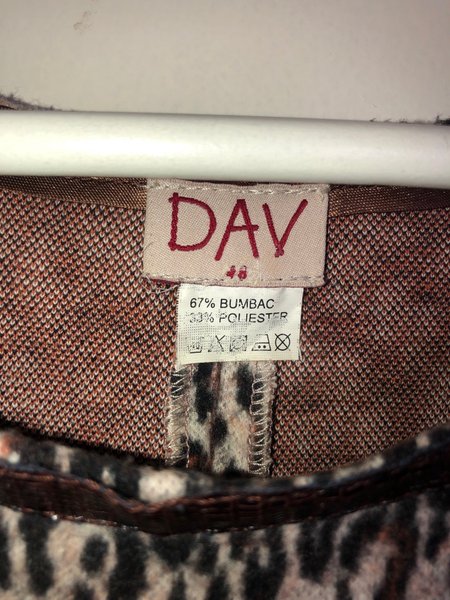 DAV
48
67% BUMBAC
33% POLIESTER